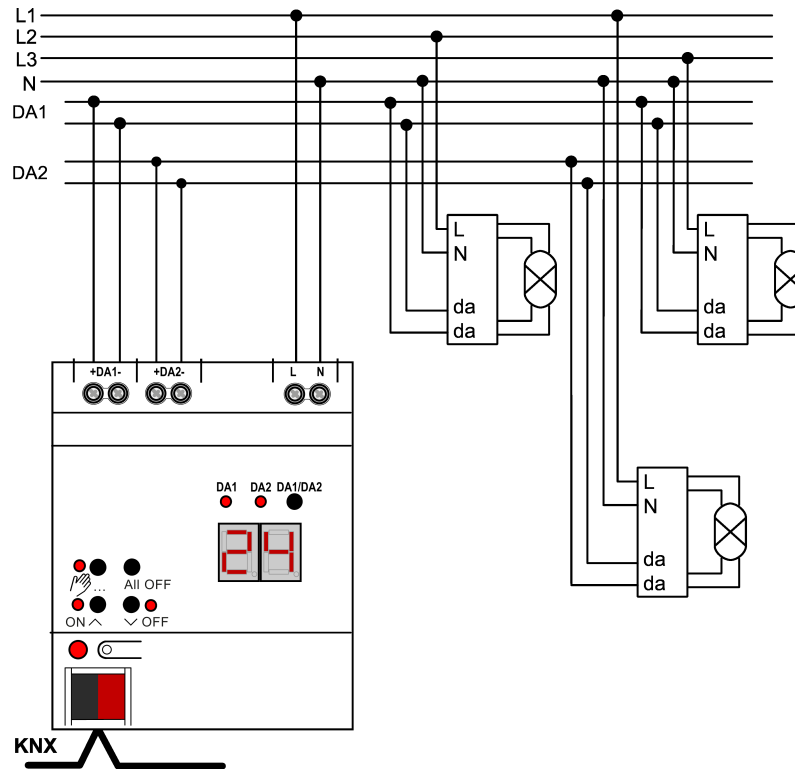 L1
L2
L3
N
DA1
DA2
L
N
da
da
L
N
da
da
+DA1-
+DA2-
L
N
L
N
da
da
DA1
DA2
DA1/DA2
24
...
All OFF
ON
OFF
KNX